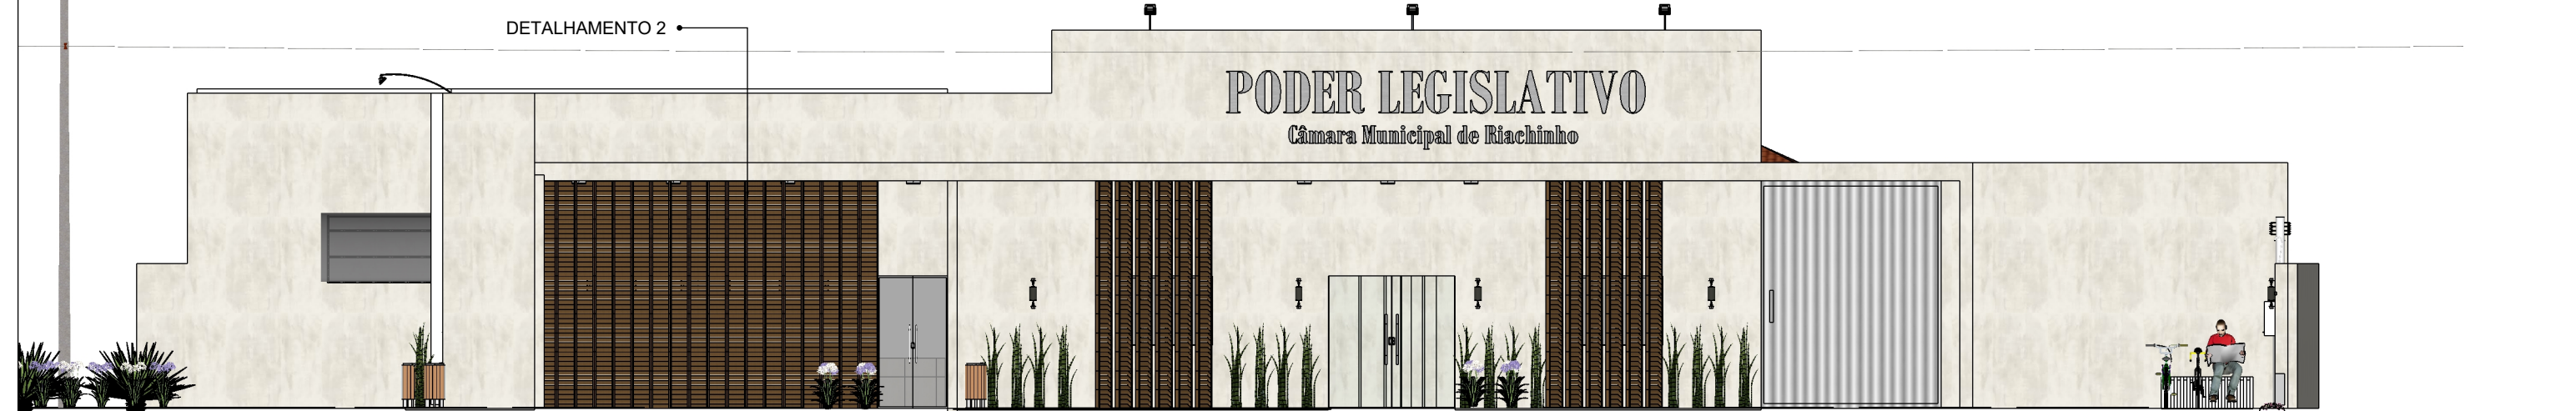 DETALHAMENTO 2
PODER LEGISLATIVO
Câmara Municipal de Riachinho